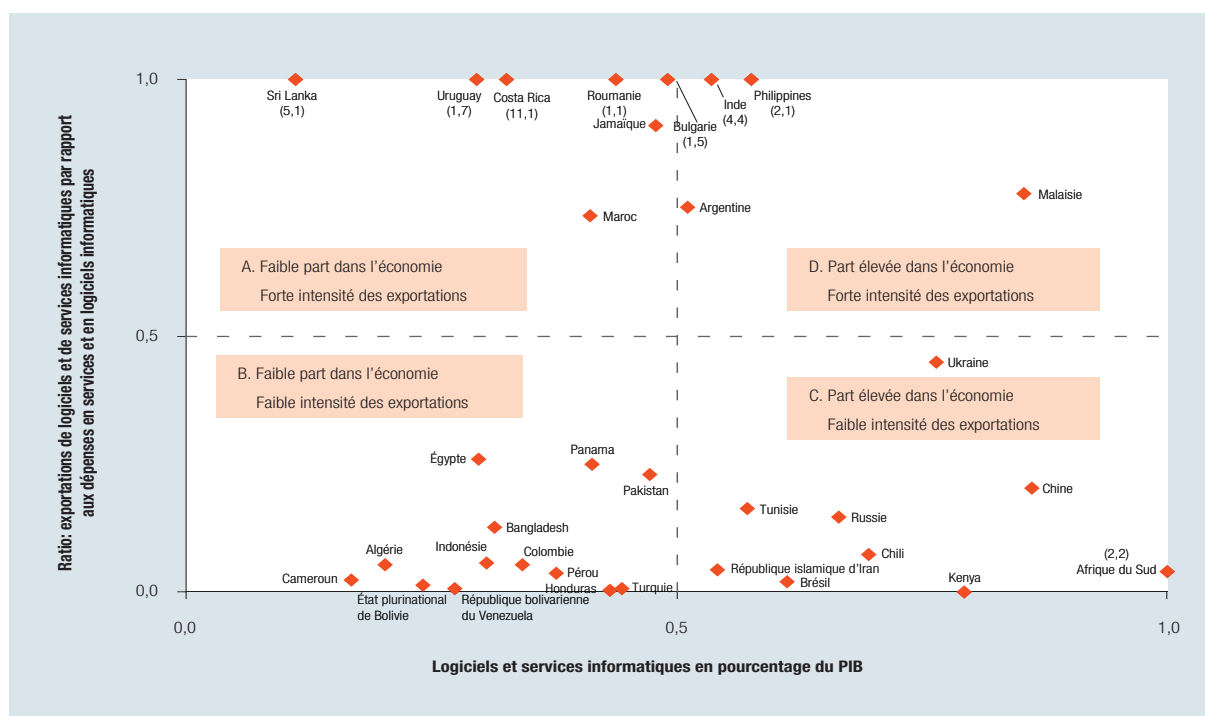 Ratio: exportations de logiciels et de services informatiques par rapport
aux dépenses en services et en logiciels informatiques
1,0
Sri Lanka
(5,1)
Uruguay
(1,7)
Costa Rica
(11,1)
Roumanie
(1,1)
Jamaïque
Bulgarie
(1,5)
Inde
(4,4)
Philippines
(2,1)
Maroc
Argentine
Malaisie
A. Faible part dans l'économie
Forte intensité des exportations
D. Part élevée dans l'économie
Forte intensité des exportations
0,5
B. Faible part dans l'économie
Faible intensité des exportations
Ukraine
C. Part élevée dans l'économie
Faible intensité des exportations
Égypte
Panama
Pakistan
Chine
Tunisie
Russie
Bangladesh
Algérie
Indonésie
Colombie
Chili
(2,2)
Afrique du Sud
Cameroun
Pérou
République islamique d'Iran
Brésil
Kenya
Honduras
Turquie
État plurinational
de Bolivie
République bolivarienne
du Venezuela
0,0
0,0
0,5
1,0
Logiciels et services informatiques en pourcentage du PIB